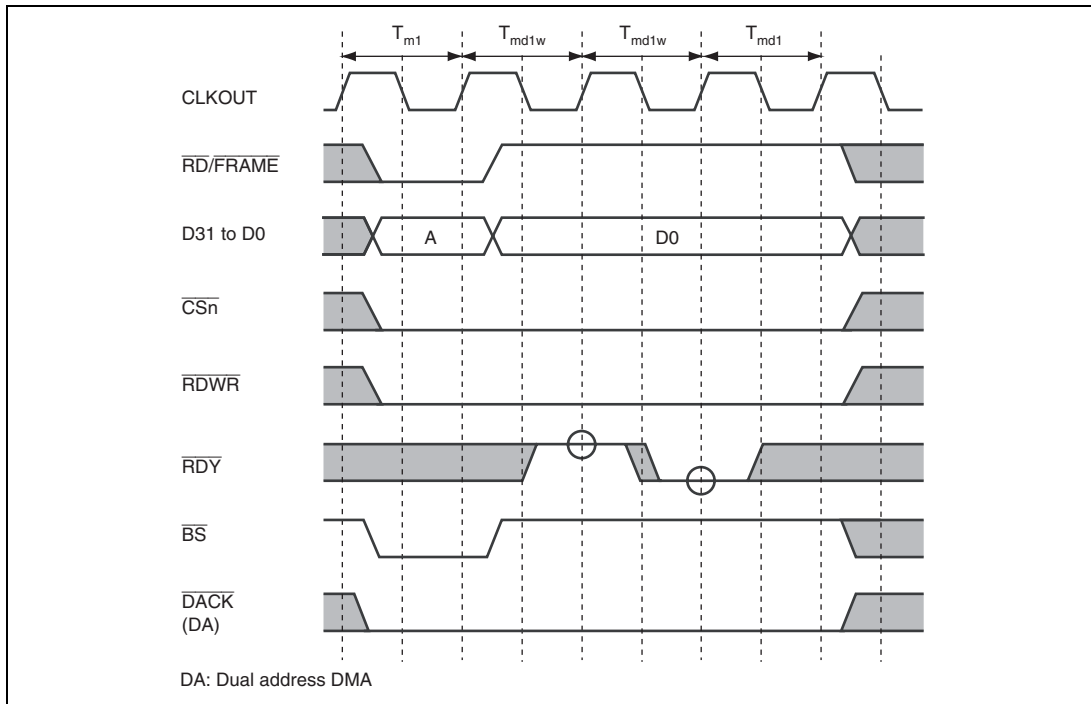 Tm1 Tmd1w Tmd1w Tmd1
CLKOUT
RD/FRAME
D31 to D0 A D0
CSn
RDWR
RDY
BS
DACK
(DA)
DA: Dual address DMA